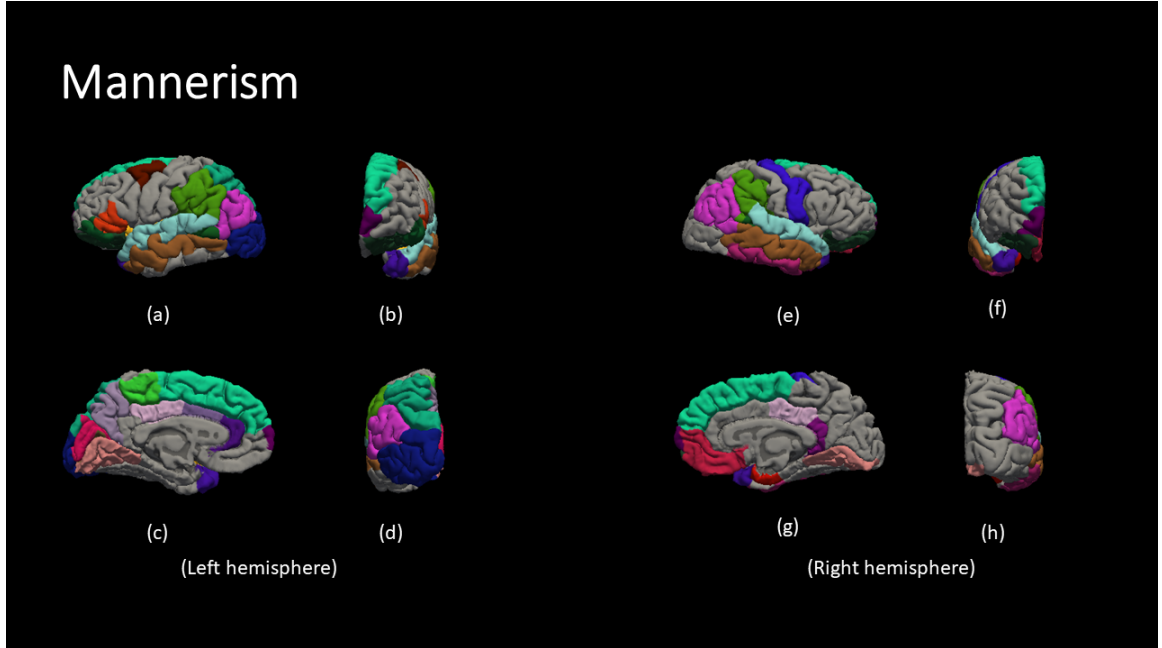 Mannerism
(a)
(b)
(e)
(f)
(c)
(d)
(g)
(h)
(Left hemisphere)
(Right hemisphere)